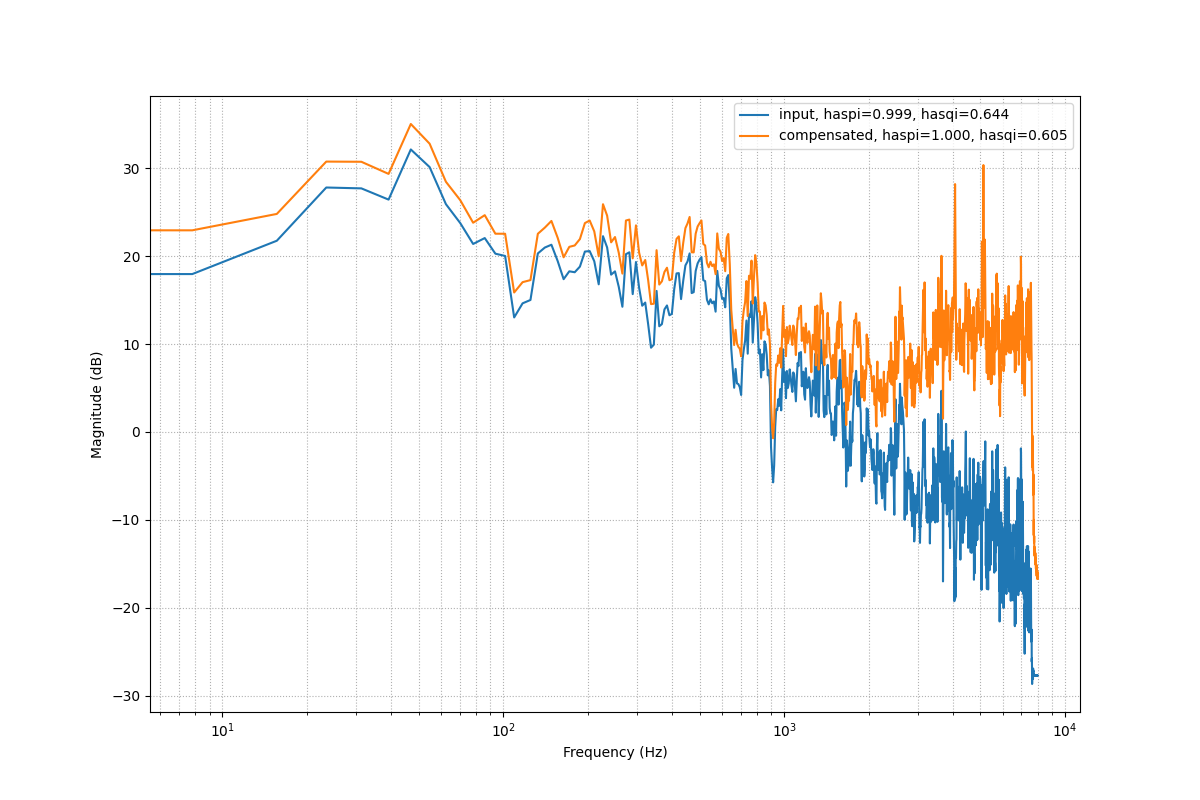 input, haspi=0.999, hasqi=0.644
compensated, haspi=1.000, hasqi=0.605
30
20
10
0
−10
−20
−30
Magnitude (dB)
10¹ 10² 10³ 10⁴
Frequency (Hz)